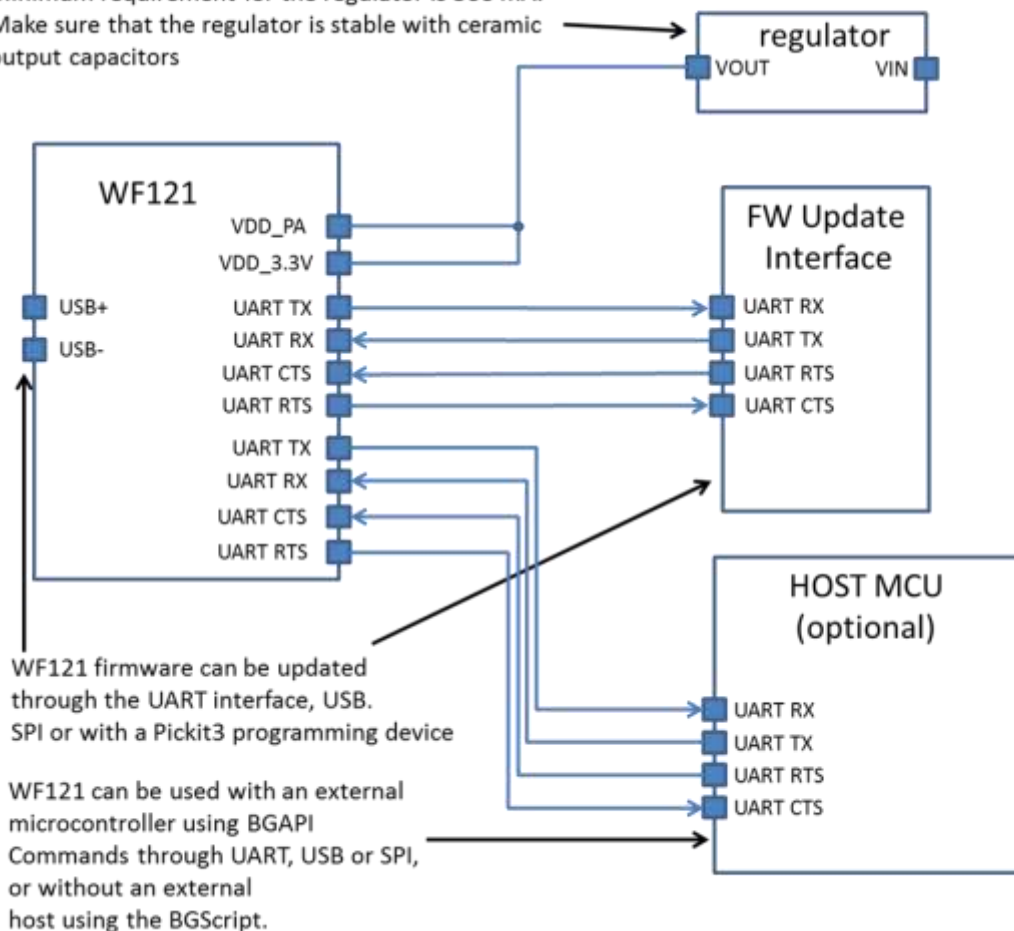 Make sure that the regulator is stable with ceramic
output capacitors
regulator
VOUT
VIN
WF121
VDD_PA
VDD_3.3V
USB+
USB-
UART TX
UART RX
UART CTS
UART RTS
UART TX
UART RX
UART CTS
UART RTS
FW Update
Interface
UART RX
UART TX
UART RTS
UART CTS
HOST MCU
(optional)
UART RX
UART TX
UART RTS
UART CTS
WF121 firmware can be updated
through the UART interface, USB.
SPI or with a Pickit3 programming device
WF121 can be used with an external
microcontroller using BGAPI
Commands through UART, USB or SPI,
or without an external
host using the BGScript.